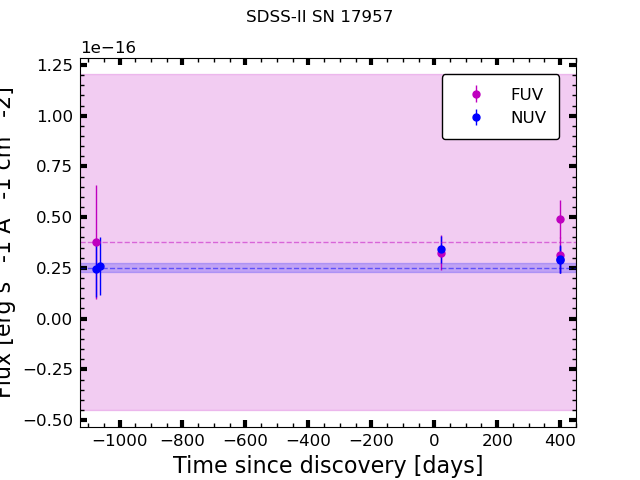 SDSS-II SN 17957
1e−16
1.25
1.00
0.75
0.50
0.25
0.00
−0.25
−0.50
Flux [erg s -1 A -1 cm -2]
FUV
NUV
−1000 −800 −600 −400 −200 0 200 400
Time since discovery [days]